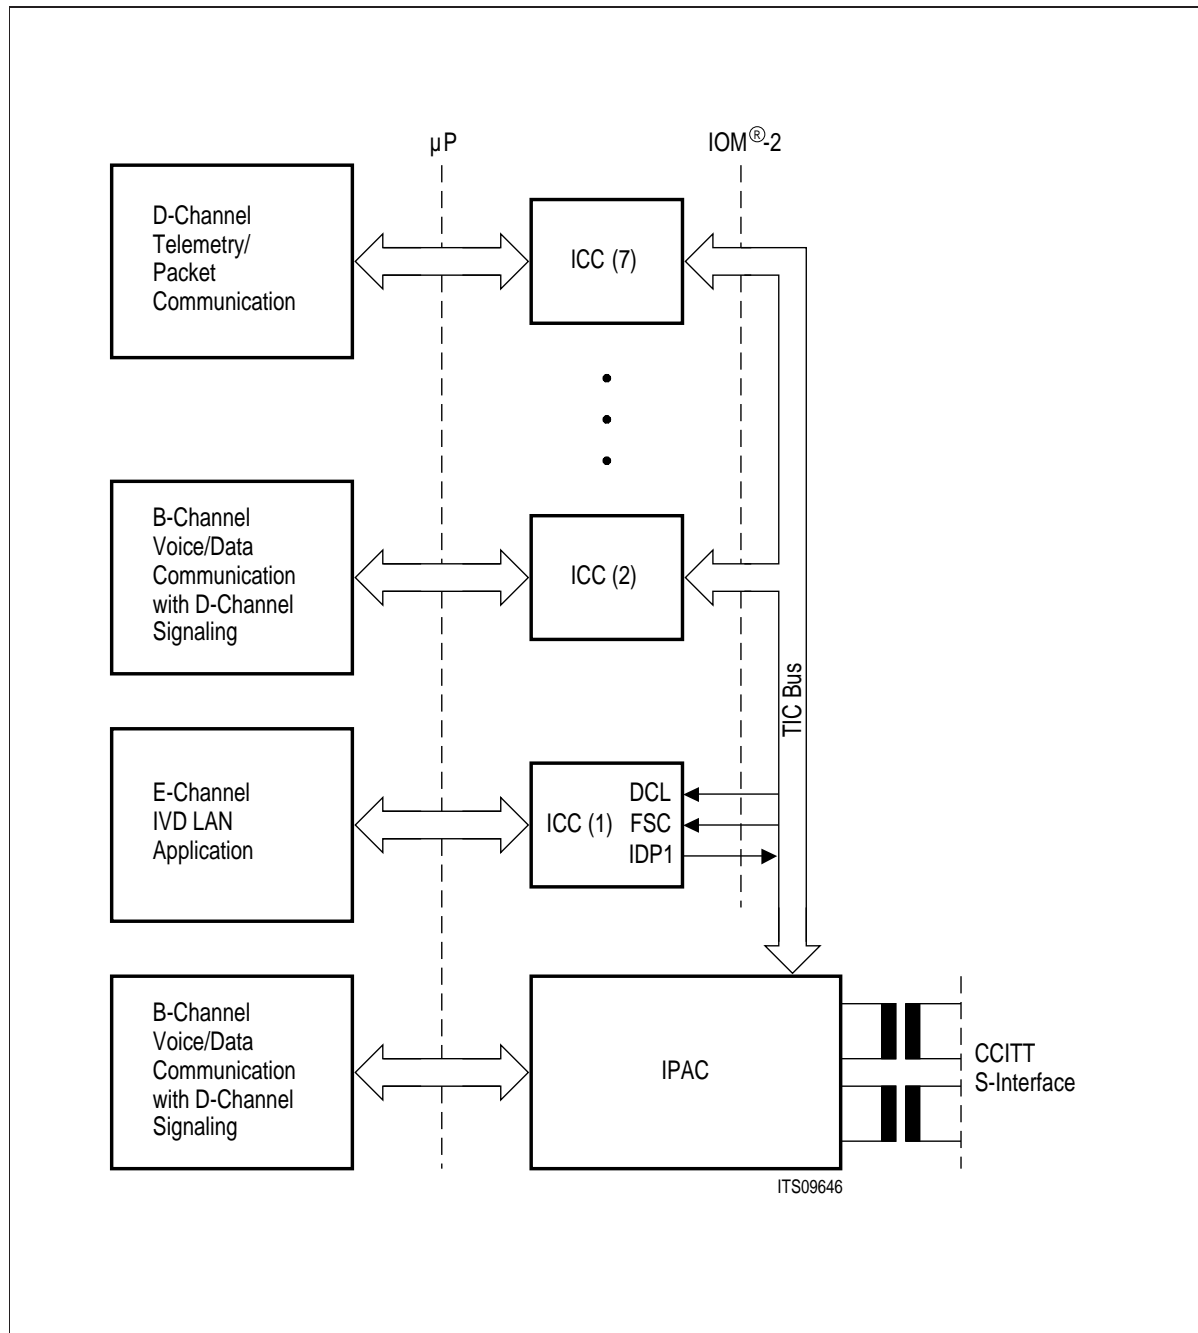 µP
IOM®-2
D-Channel
Telemetry/
Packet
Communication
ICC (7)
B-Channel
Voice/Data
Communication
with D-Channel
Signaling
ICC (2)
TIC Bus
E-Channel
IVD LAN
Application
ICC (1)
DCL
FSC
IDP1
B-Channel
Voice/Data
Communication
with D-Channel
Signaling
IPAC
CCITT
S-Interface
ITS09646